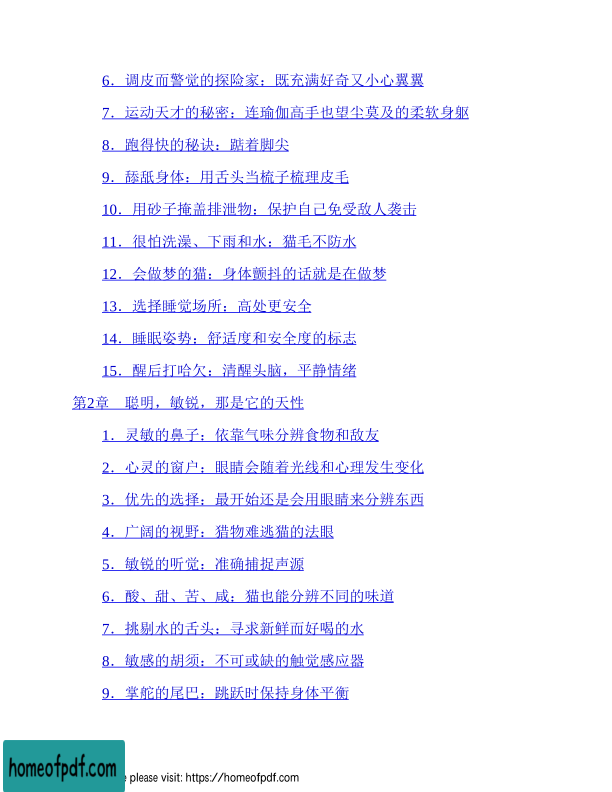 6．调皮而警觉的探险家：既充满好奇又小心翼翼
7．运动天才的秘密：连瑜伽高手也望尘莫及的柔软身躯
8．跑得快的秘诀：踮着脚尖
9．舔舐身体：用舌头当梳子梳理皮毛
10．用砂子掩盖排泄物：保护自己免受敌人袭击
11．很怕洗澡、下雨和水：猫毛不防水
12．会做梦的猫：身体颤抖的话就是在做梦
13．选择睡觉场所：高处更安全
14．睡眠姿势：舒适度和安全度的标志
15．醒后打哈欠：清醒头脑，平静情绪
第2章　聪明，敏锐，那是它的天性
1．灵敏的鼻子：依靠气味分辨食物和敌友
2．心灵的窗户：眼睛会随着光线和心理发生变化
3．优先的选择：最开始还是会用眼睛来分辨东西
4．广阔的视野：猎物难逃猫的法眼
5．敏锐的听觉：准确捕捉声源
6．酸、甜、苦、咸：猫也能分辨不同的味道
7．挑剔水的舌头：寻求新鲜而好喝的水
8．敏感的胡须：不可或缺的触觉感应器
9．掌舵的尾巴：跳跃时保持身体平衡
homeofpdf.com
e please visit: https://homeofpdf.com